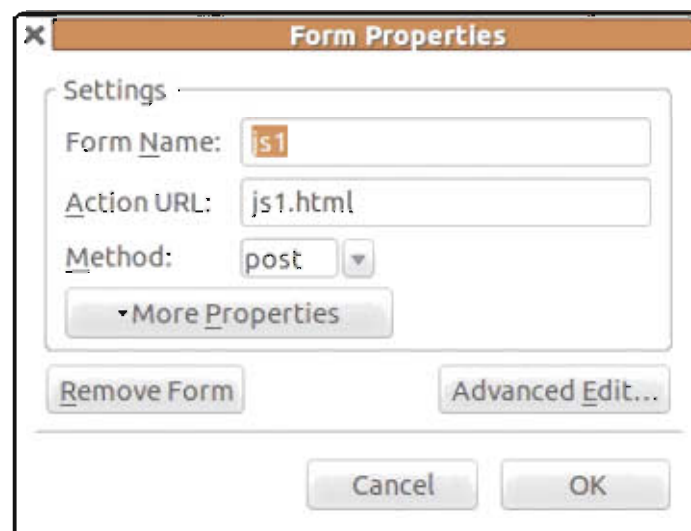 Form Properties
Settings
Form Name: js1
Action URL: js1.html
Method: post
More Properties
Remove Form Advanced Edit...
Cancel OK